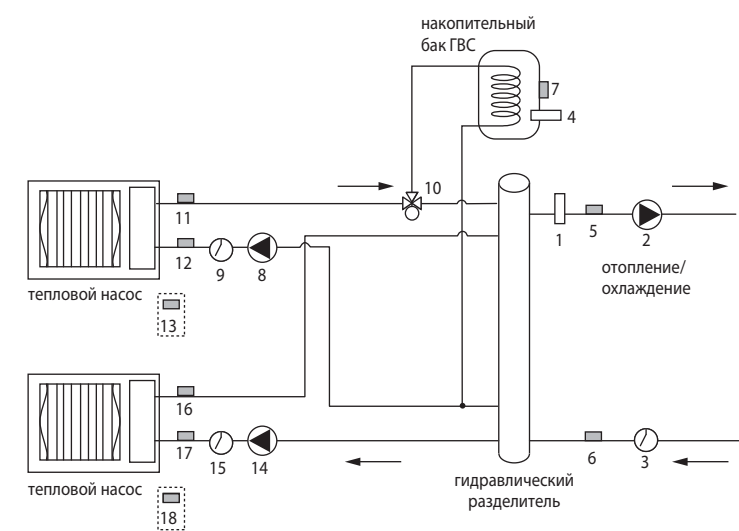 накопительный
бак ГВС
7
4
10
11
1
5
2
12
9
8
отопление/
охлаждение
тепловой насос
13
16
17
15
14
6
3
гидравлический
разделитель
тепловой насос
18